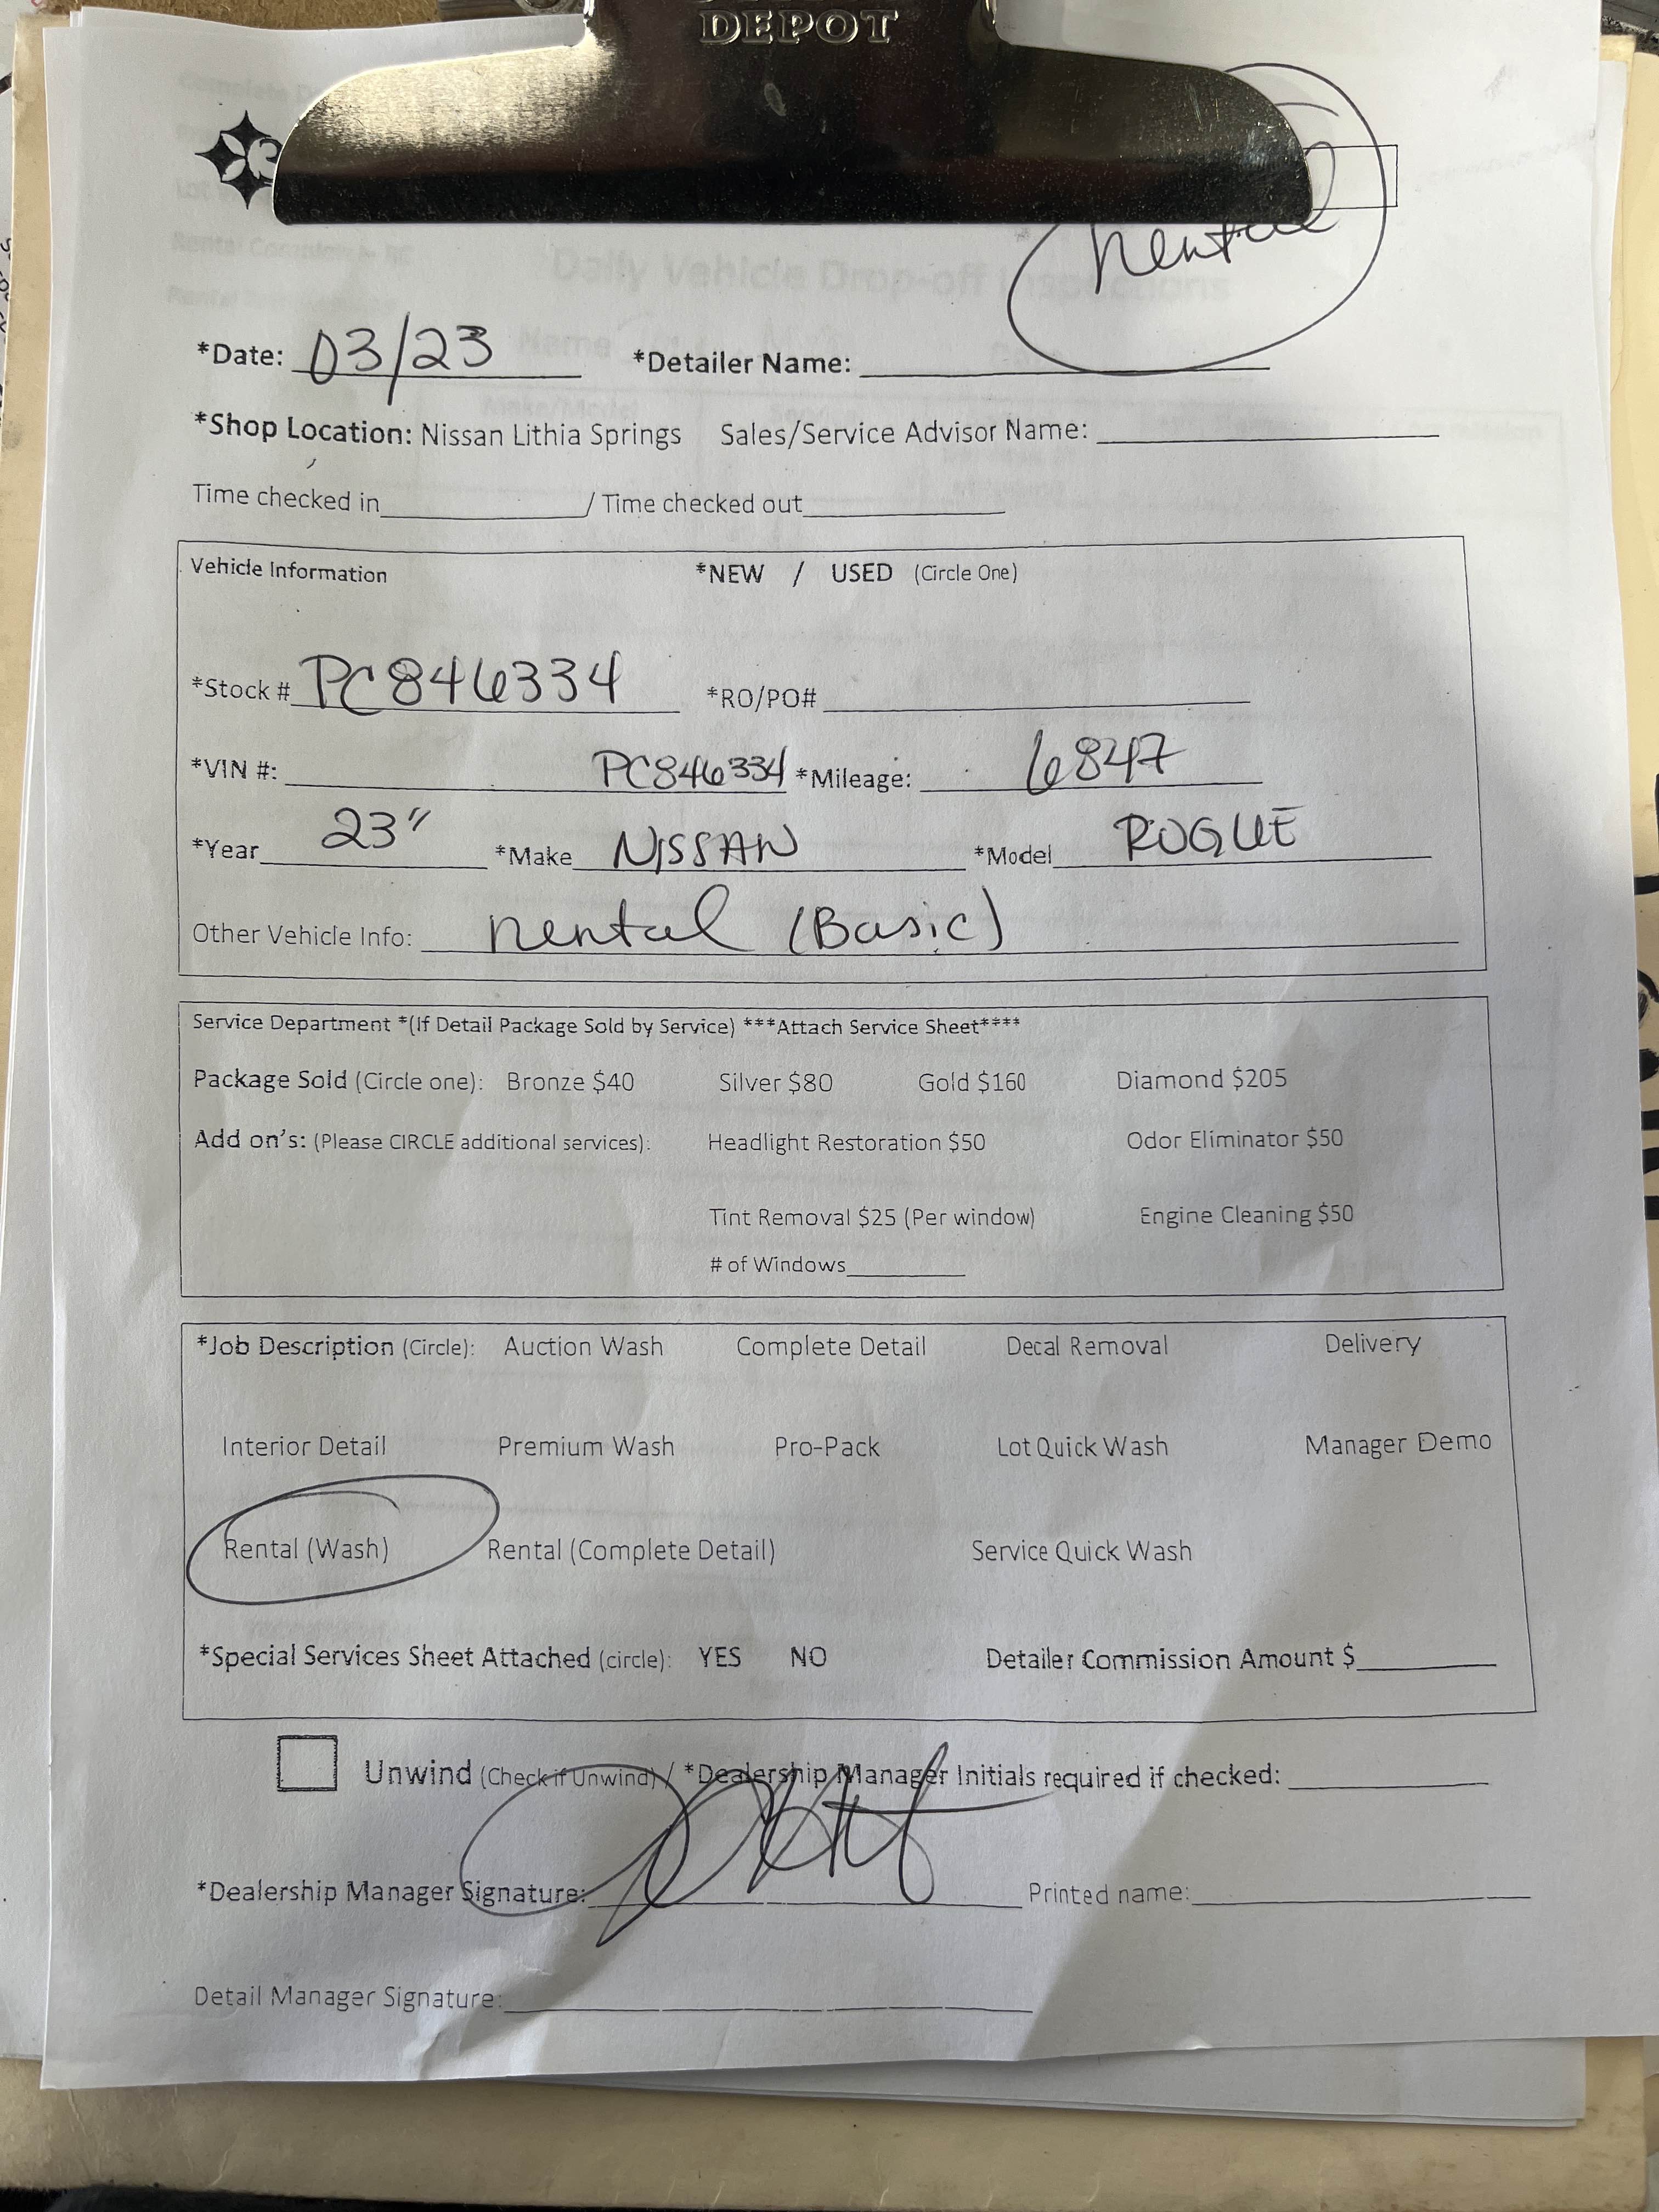 DEPOT
Rental
*Date: 03/23 *Detailer Name:
*Shop Location: Nissan Lithia Springs Sales/Service Advisor Name:
Time checked in / Time checked out
Vehicle Information *NEW / USED (Circle One)
*Stock # PC846334 *RO/PO#
*VIN #: PC846334 *Mileage: 6847
*Year 23" *Make NISSAN *Model ROGUE
Other Vehicle Info: Rental (Basic)
Service Department *(If Detail Package Sold by Service) ***Attach Service Sheet****
Package Sold (Circle one): Bronze $40 Silver $80 Gold $160 Diamond $205
Add on's: (Please CIRCLE additional services): Headlight Restoration $50 Odor Eliminator $50
Tint Removal $25 (Per window) Engine Cleaning $50
# of Windows
*Job Description (Circle): Auction Wash Complete Detail Decal Removal Delivery
Interior Detail Premium Wash Pro-Pack Lot Quick Wash Manager Demo
Rental (Wash) Rental (Complete Detail) Service Quick Wash
*Special Services Sheet Attached (circle): YES NO Detailer Commission Amount $
Unwind (Check if Unwind) / *Dealership Manager Initials required if checked:
*Dealership Manager Signature: Printed name:
Detail Manager Signature: